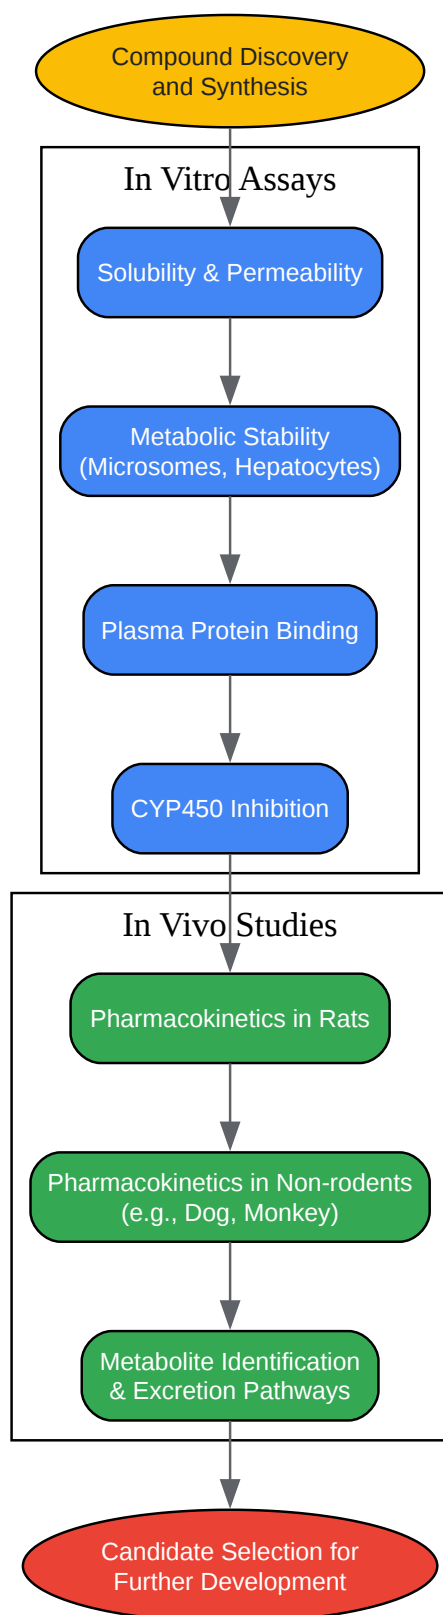 Compound Discovery
and Synthesis
In Vitro Assays
Solubility & Permeability
Metabolic Stability
(Microsomes, Hepatocytes)
Plasma Protein Binding
CYP450 Inhibition
In Vivo Studies
Pharmacokinetics in Rats
Pharmacokinetics in Non-rodents
(e.g., Dog, Monkey)
Metabolite Identification
& Excretion Pathways
Candidate Selection for
Further Development